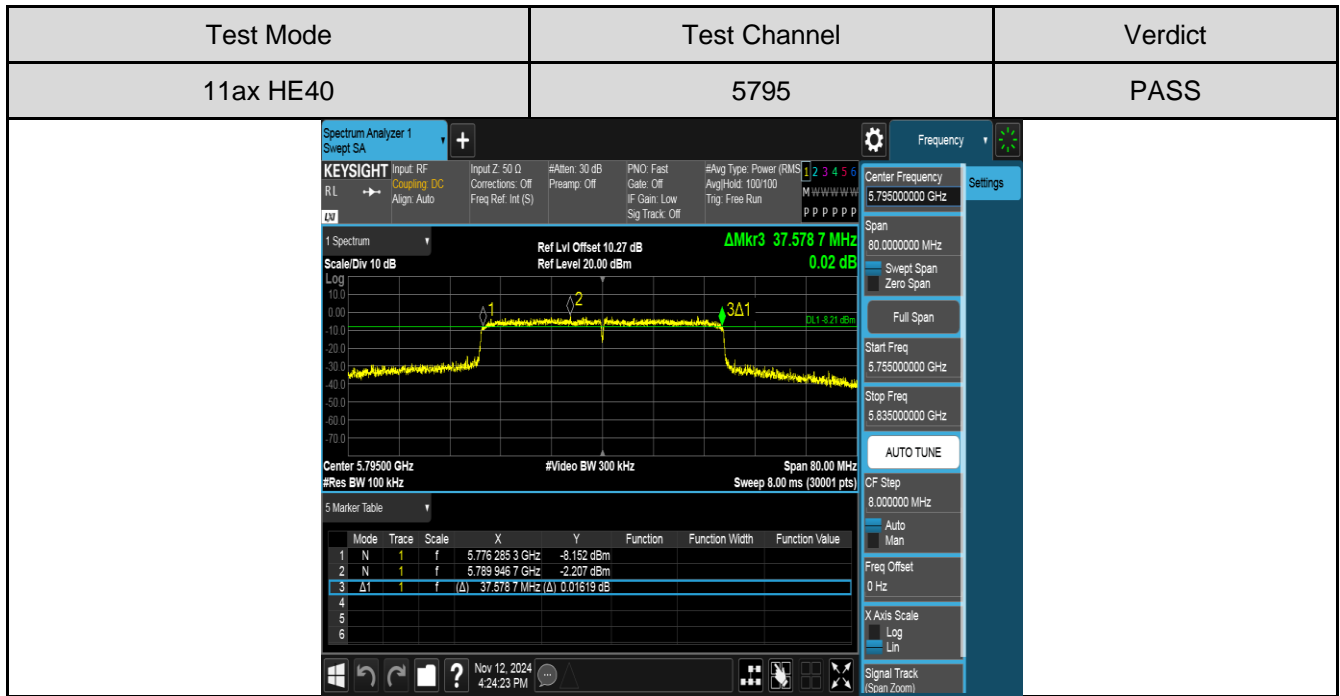 Test Mode Test Channel Verdict
11ax HE40 5795 PASS
Spectrum Analyzer 1
Swept SA
+
Frequency
KEYSIGHT Input: RF Input Z: 50 Ω #Atten: 30 dB PNO: Fast #Avg Type: Power (RMS 1 2 3 4 5 6
RL Coupling: DC Corrections: Off Preamp: Off Gate: Off Avg|Hold: 100/100 M W W W W W
Align: Auto Freq Ref: Int (S) IF Gain: Low Trig: Free Run
LXI Sig Track: Off P P P P P P
Center Frequency
5.795000000 GHz
Settings
Span
80.0000000 MHz
Swept Span
Zero Span
Full Span
Start Freq
5.755000000 GHz
Stop Freq
5.835000000 GHz
AUTO TUNE
CF Step
8.000000 MHz
Auto
Man
Freq Offset
0 Hz
X Axis Scale
Log
Lin
Signal Track
(Span Zoom)
1 Spectrum
Ref Lvl Offset 10.27 dB ΔMkr3 37.578 7 MHz
Scale/Div 10 dB Ref Level 20.00 dBm 0.02 dB
Log
10.0
0.00
-10.0
-20.0
-30.0
-40.0
-50.0
-60.0
-70.0
1
2
3Δ1
DL1 -8.21 dBm
Center 5.79500 GHz #Video BW 300 kHz Span 80.00 MHz
#Res BW 100 kHz Sweep 8.00 ms (30001 pts)
5 Marker Table
Mode Trace Scale X Y Function Function Width Function Value
1 N 1 f 5.776 285 3 GHz -8.152 dBm
2 N 1 f 5.789 946 7 GHz -2.207 dBm
3 Δ1 1 f (Δ) 37.578 7 MHz (Δ) 0.01619 dB
4
5
6
? Nov 12, 2024
4:24:23 PM